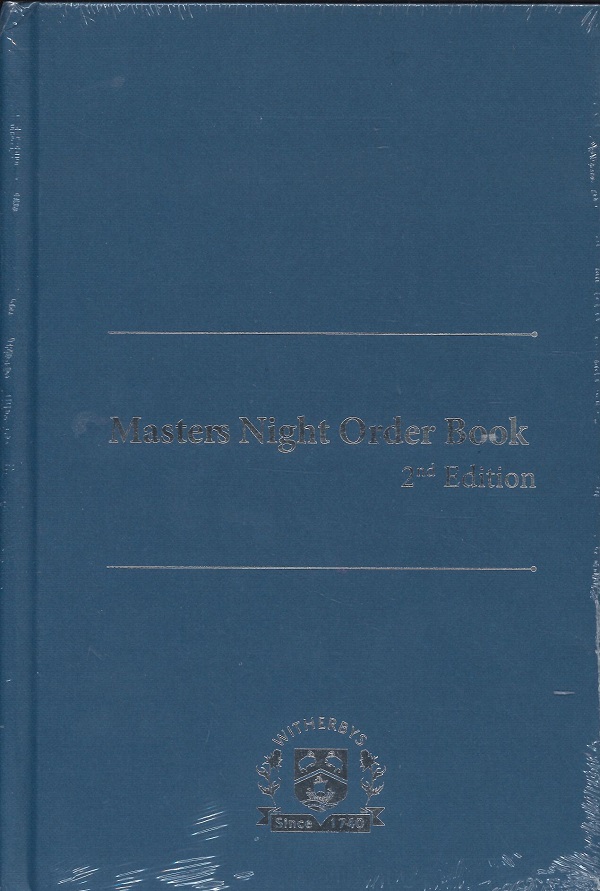 Masters Night Order Book
2nd Edition
WITHERBYS
Since 1740